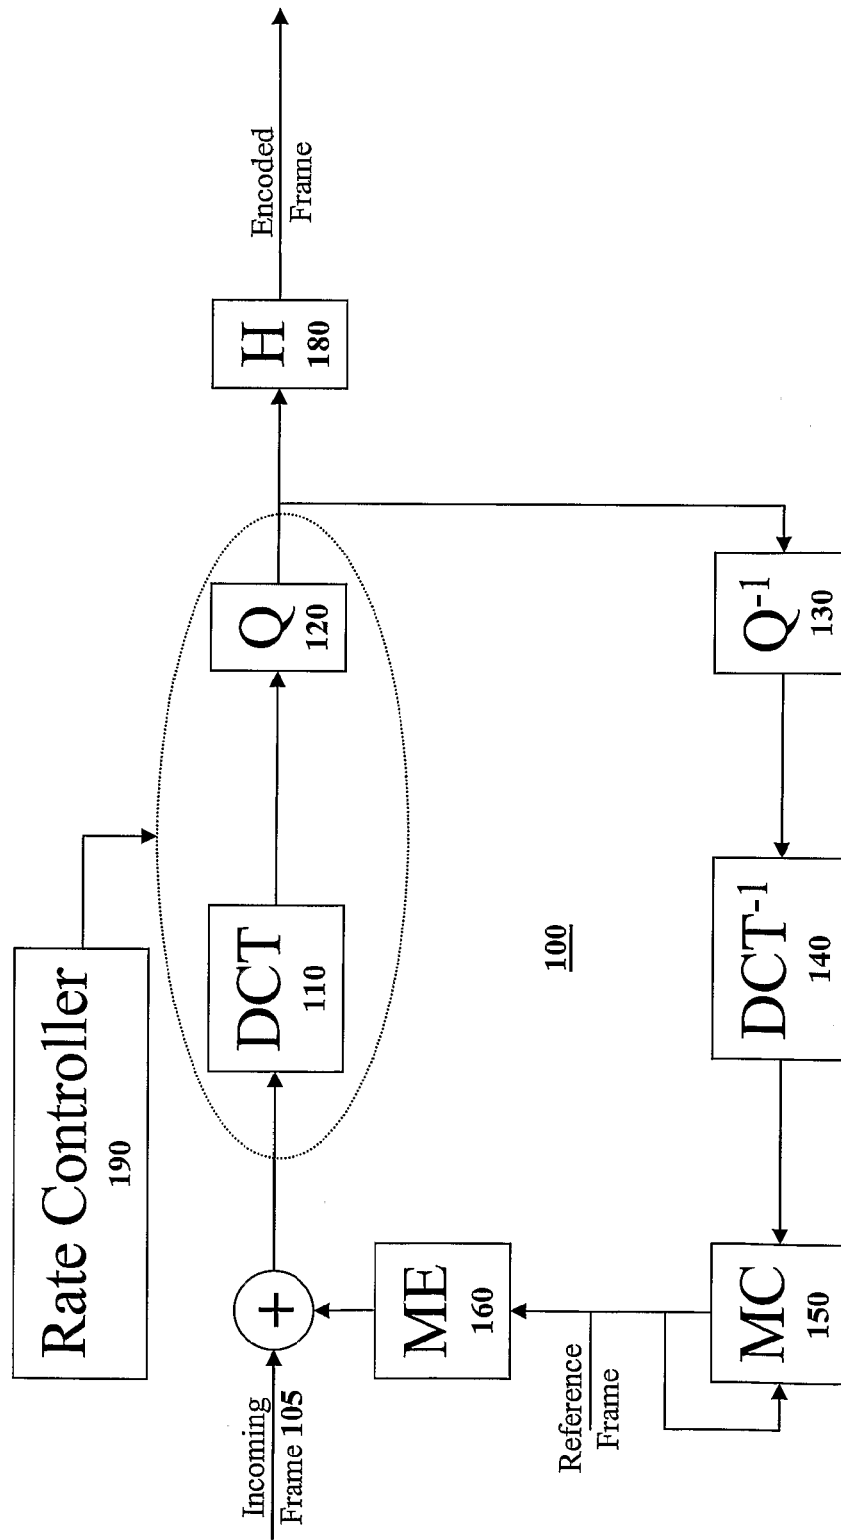 Rate Controller
190
Incoming
Frame 105
+
DCT
110
Q
120
H
180
Encoded
Frame
ME
160
100
Reference
Frame
MC
150
DCT-1
140
Q-1
130